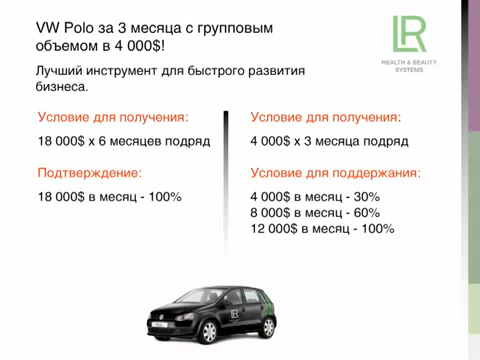 VW Polo за 3 месяца с групповым
объемом в 4 000$!
Лучший инструмент для быстрого развития
бизнеса.
LR
HEALTH & BEAUTY
SYSTEMS
Условие для получения:
18 000$ x 6 месяцев подряд
Подтверждение:
18 000$ в месяц - 100%
Условие для получения:
4 000$ x 3 месяца подряд
Условие для поддержания:
4 000$ в месяц - 30%
8 000$ в месяц - 60%
12 000$ в месяц - 100%
LR